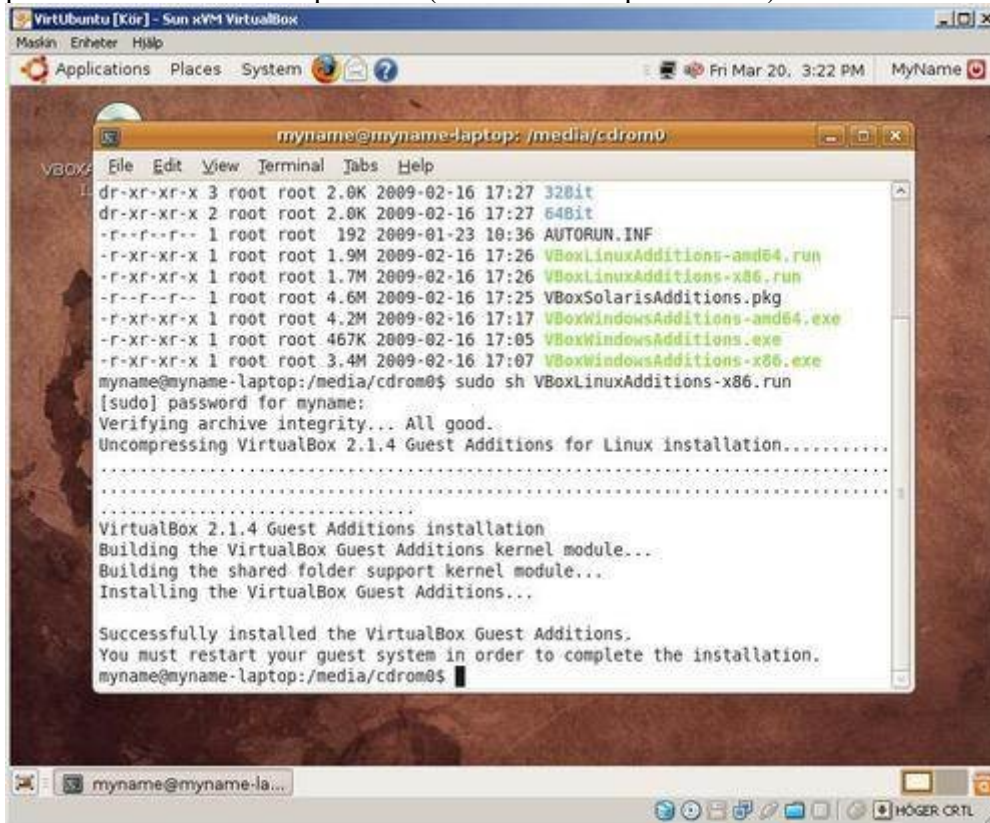 VirtUbuntu [Kör] - Sun xVM VirtualBox
Maskin Enheter Hjälp
Applications Places System Fri Mar 20, 3:22 PM MyName
myname@myname-laptop: /media/cdrom0
File Edit View Terminal Tabs Help
dr-xr-xr-x 3 root root 2.0K 2009-02-16 17:27 32Bit
dr-xr-xr-x 2 root root 2.0K 2009-02-16 17:27 64Bit
-r--r--r-- 1 root root 192 2009-01-23 10:36 AUTORUN.INF
-r-xr-xr-x 1 root root 1.9M 2009-02-16 17:26 VBoxLinuxAdditions-amd64.run
-r-xr-xr-x 1 root root 1.7M 2009-02-16 17:26 VBoxLinuxAdditions-x86.run
-r--r--r-- 1 root root 4.6M 2009-02-16 17:25 VBoxSolarisAdditions.pkg
-r-xr-xr-x 1 root root 4.2M 2009-02-16 17:17 VBoxWindowsAdditions-amd64.exe
-r-xr-xr-x 1 root root 467K 2009-02-16 17:05 VBoxWindowsAdditions.exe
-r-xr-xr-x 1 root root 3.4M 2009-02-16 17:07 VBoxWindowsAdditions-x86.exe
myname@myname-laptop:/media/cdrom0$ sudo sh VBoxLinuxAdditions-x86.run
[sudo] password for myname:
Verifying archive integrity... All good.
Uncompressing VirtualBox 2.1.4 Guest Additions for Linux installation...........
................................................................................
................................................................................
................................
VirtualBox 2.1.4 Guest Additions installation
Building the VirtualBox Guest Additions kernel module...
Building the shared folder support kernel module...
Installing the VirtualBox Guest Additions...
Successfully installed the VirtualBox Guest Additions.
You must restart your guest system in order to complete the installation.
myname@myname-laptop:/media/cdrom0$
myname@myname-la...
HÖGER CRTL